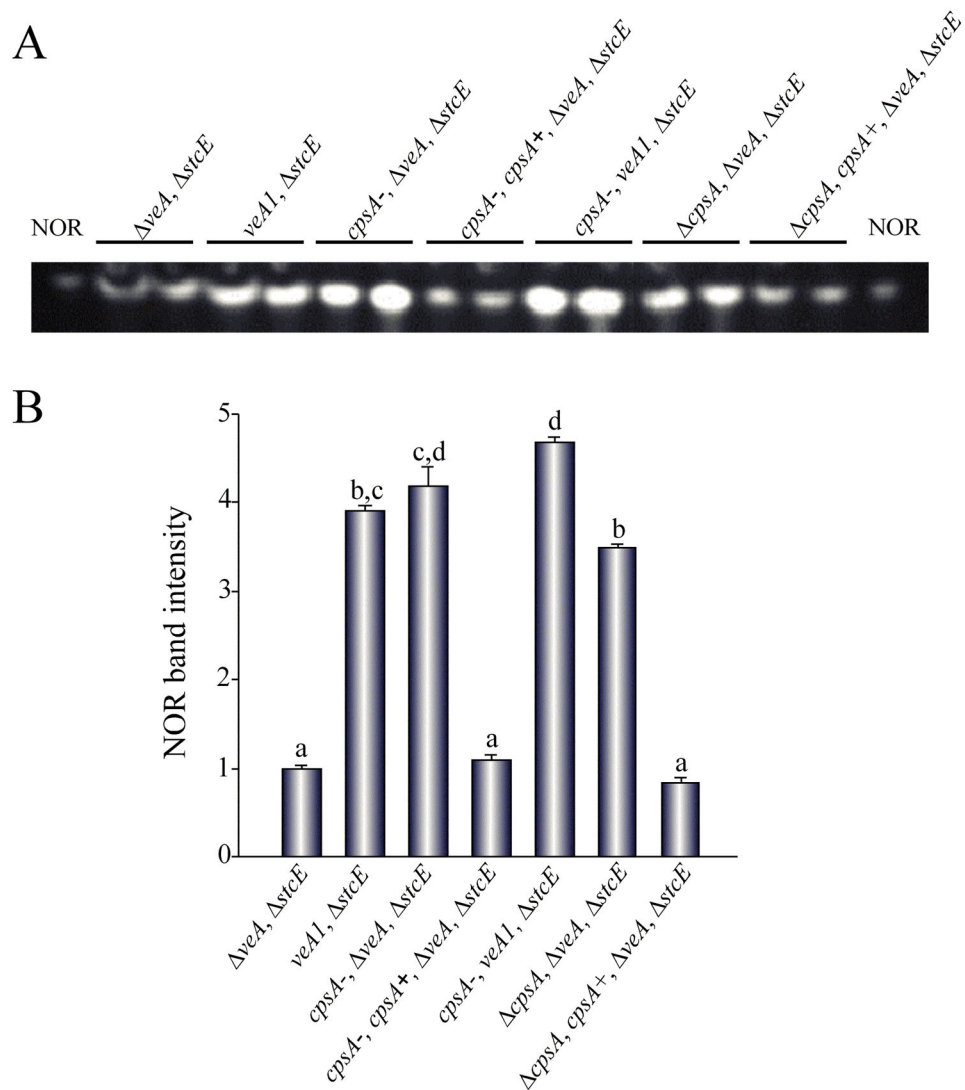 A
NOR
ΔveA, ΔstcE
veA1, ΔstcE
cpsA-, ΔveA, ΔstcE
cpsA-, cpsA+, ΔveA, ΔstcE
cpsA-, veA1, ΔstcE
ΔcpsA, ΔveA, ΔstcE
ΔcpsA, cpsA+, ΔveA, ΔstcE
NOR
B
NOR band intensity
5
4
3
2
1
0
a
b,c
c,d
a
d
b
a
ΔveA, ΔstcE
veA1, ΔstcE
cpsA-, ΔveA, ΔstcE
cpsA-, cpsA+, ΔveA, ΔstcE
cpsA-, veA1, ΔstcE
ΔcpsA, ΔveA, ΔstcE
ΔcpsA, cpsA+, ΔveA, ΔstcE